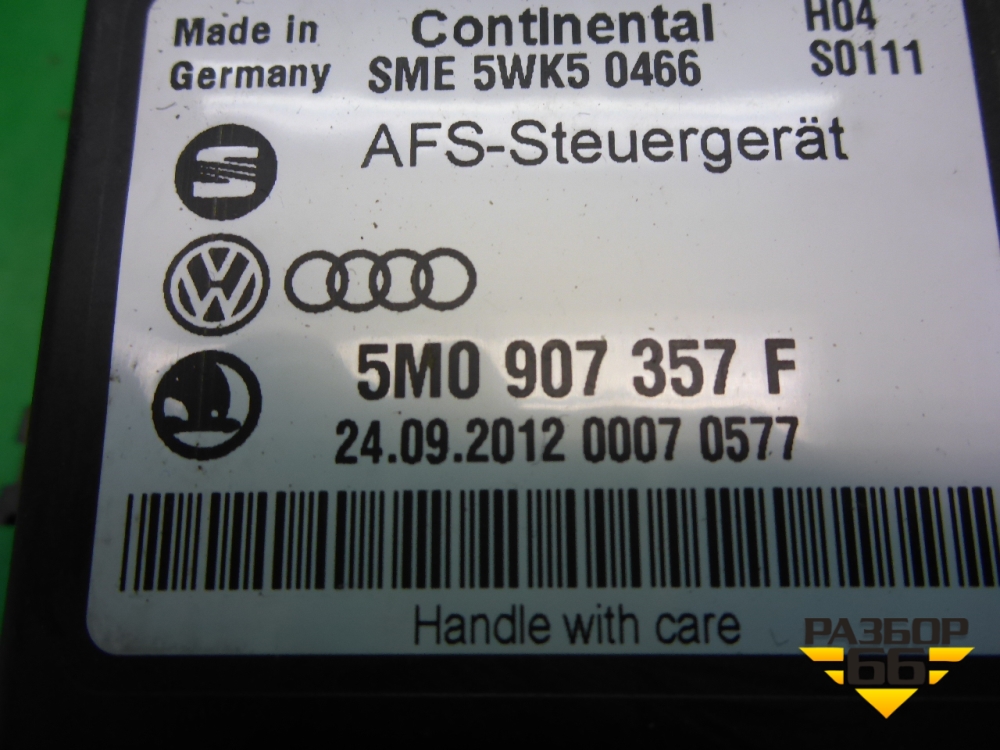 Made in Continental H04
Germany SME 5WK5 0466 S0111
AFS-Steuergerät
5M0 907 357 F
24.09.2012 0007 0577
Handle with care
РАЗБОР
66